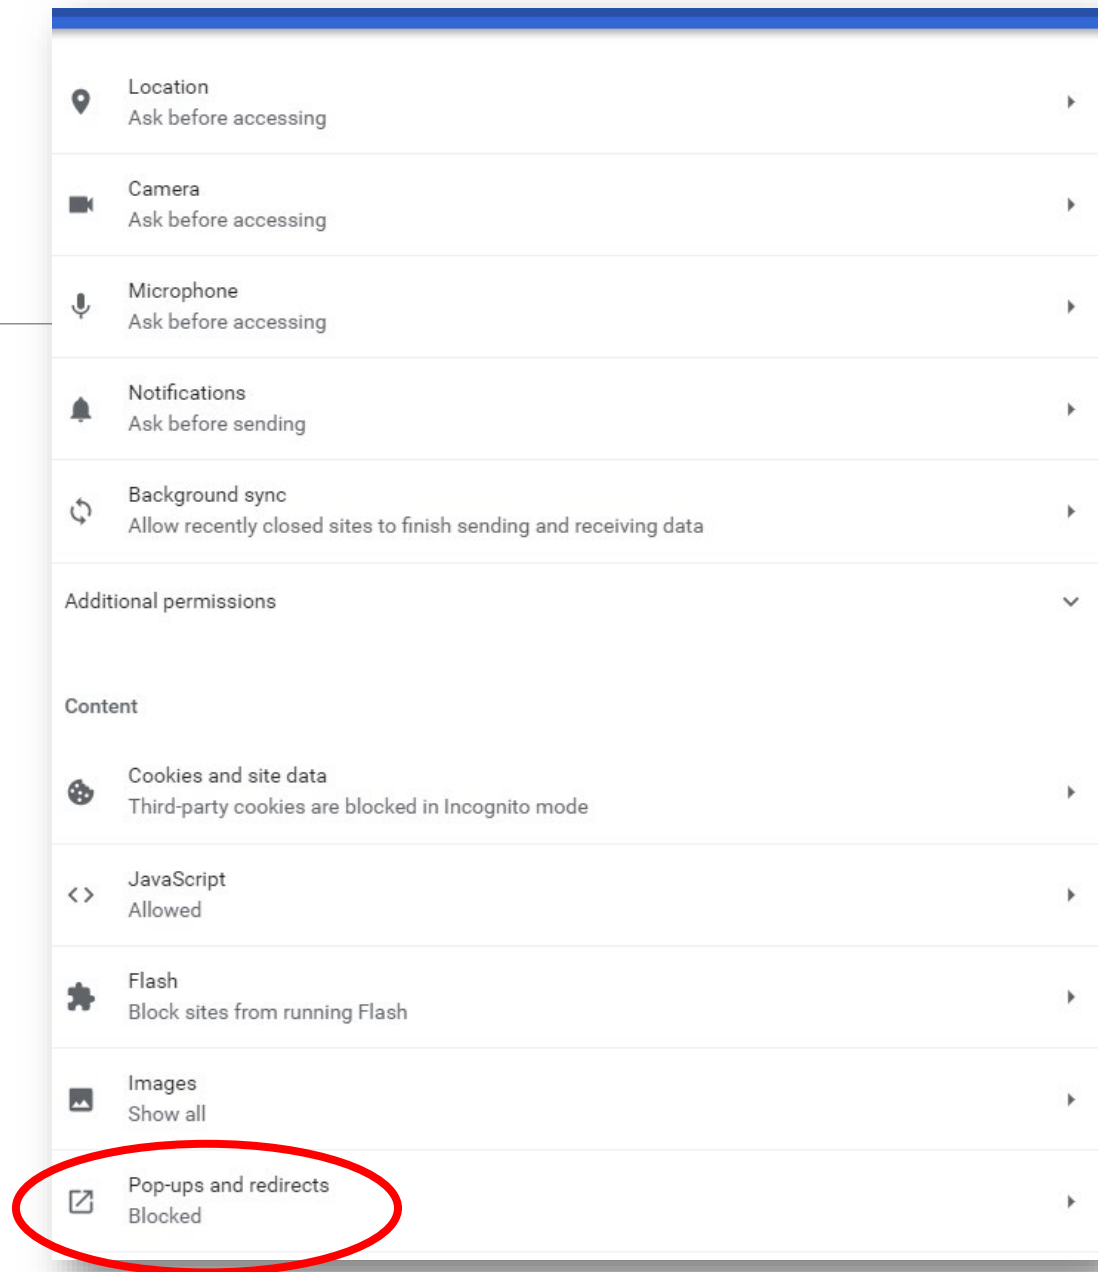 Location
Ask before accessing
Camera
Ask before accessing
Microphone
Ask before accessing
Notifications
Ask before sending
Background sync
Allow recently closed sites to finish sending and receiving data
Additional permissions
Content
Cookies and site data
Third-party cookies are blocked in Incognito mode
JavaScript
Allowed
Flash
Block sites from running Flash
Images
Show all
Pop-ups and redirects
Blocked